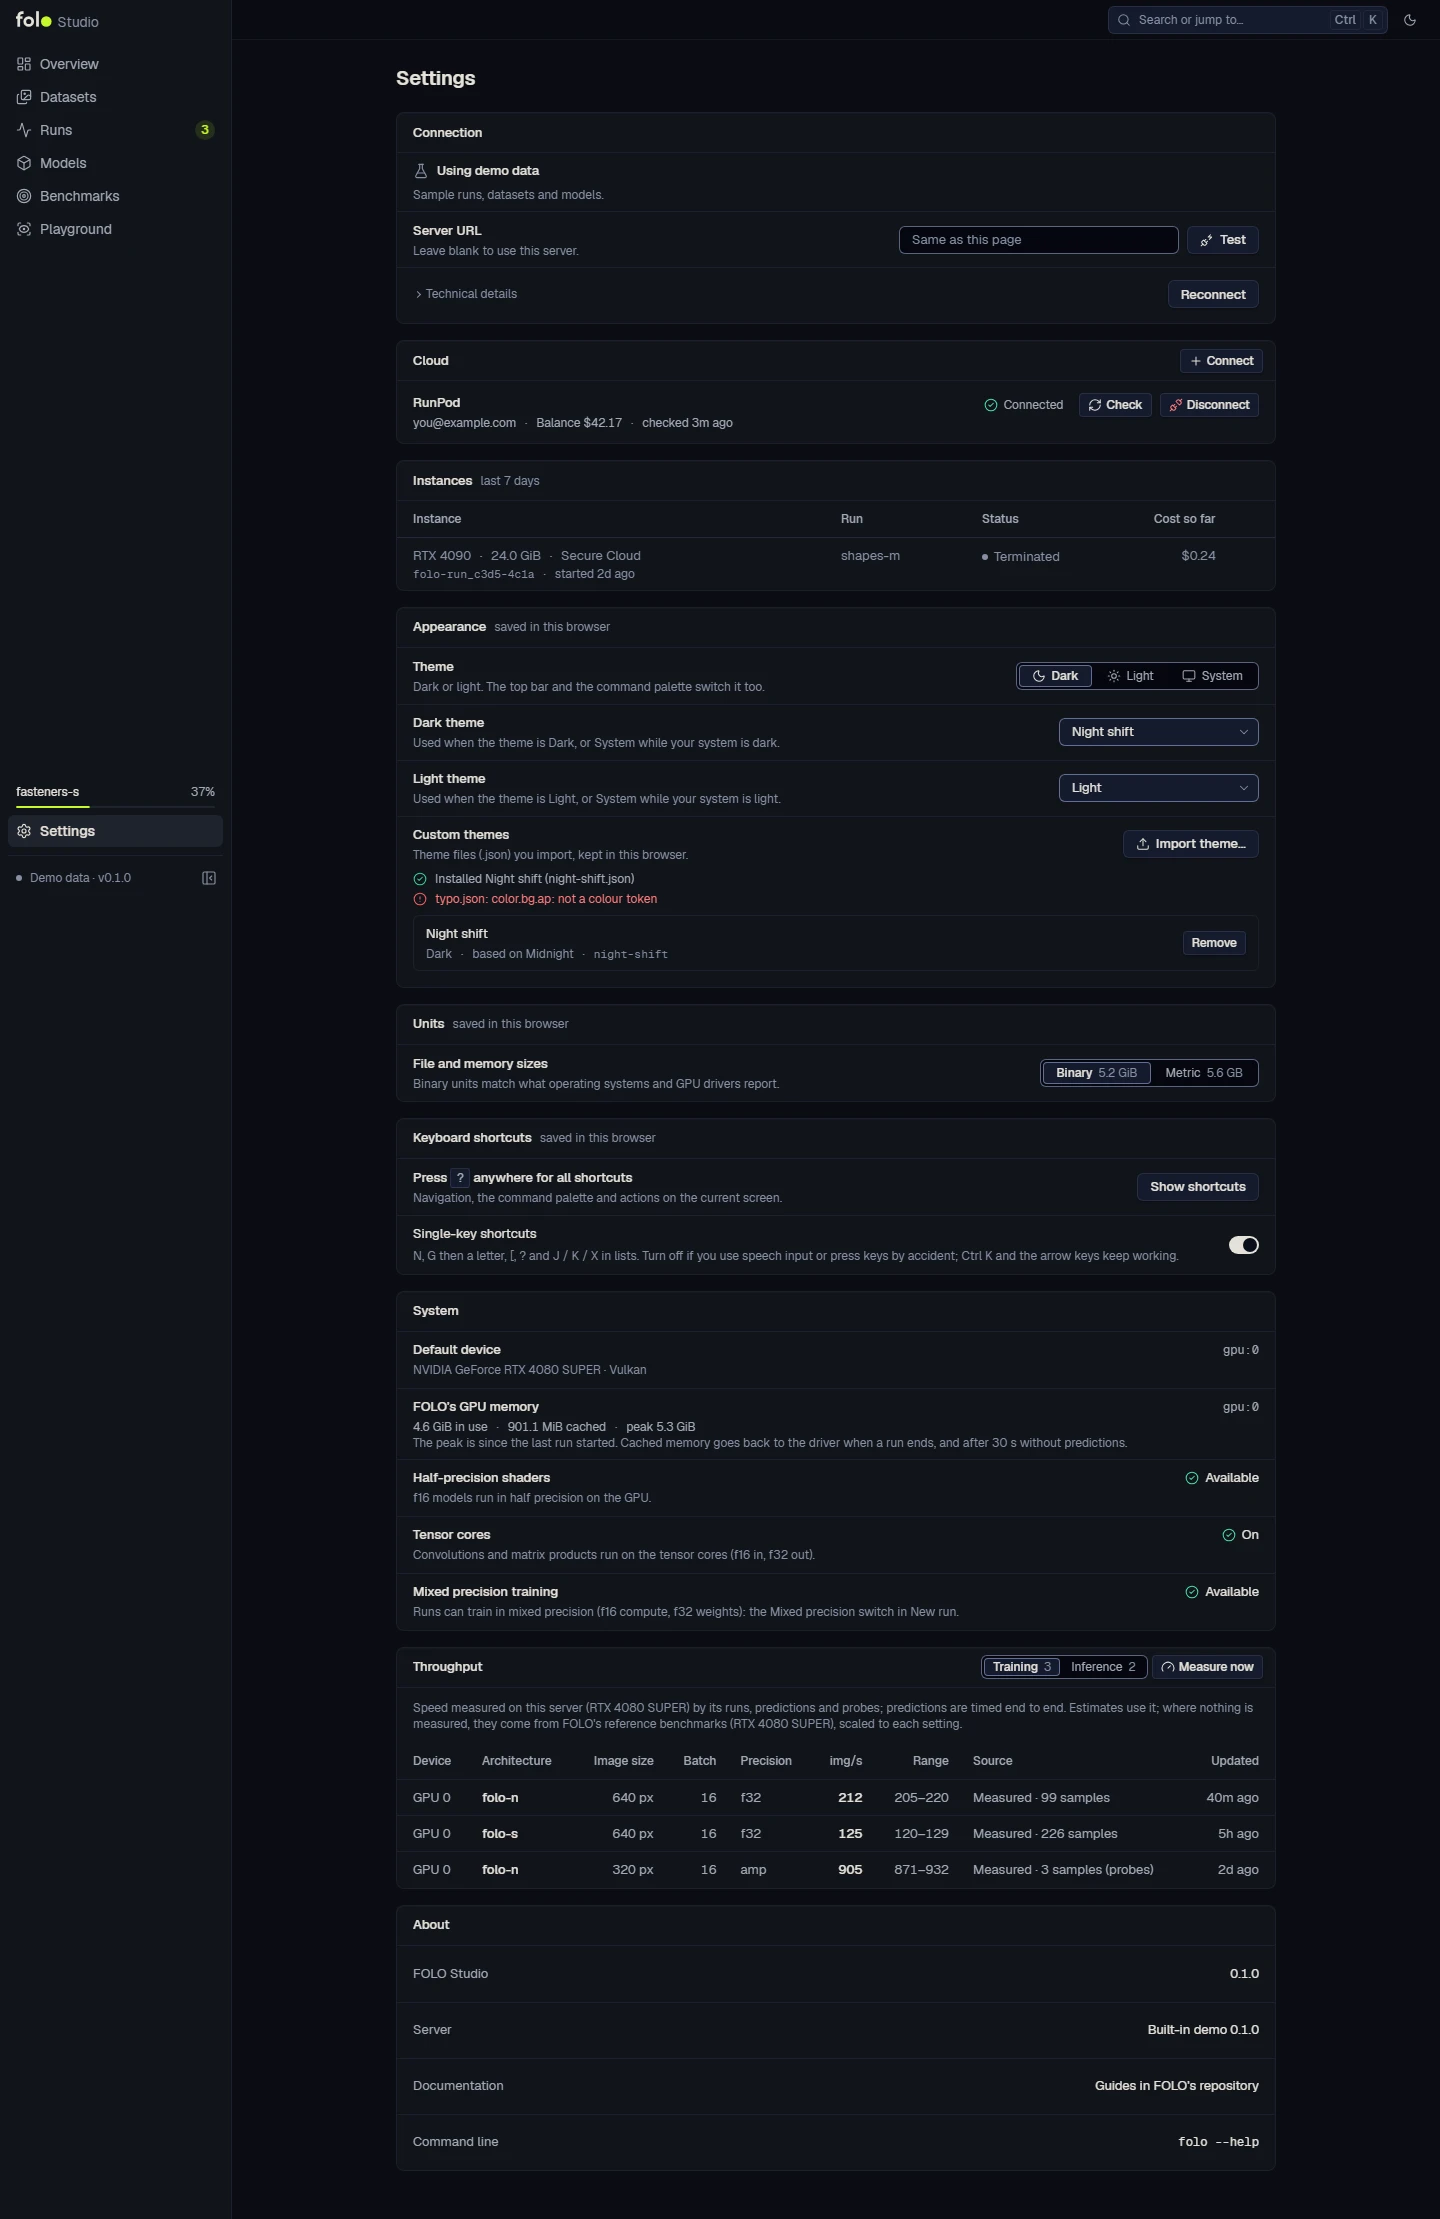 folo Studio
Search or jump to... Ctrl K
Overview
Datasets
Runs 3
Models
Benchmarks
Playground
fasteners-s 37%
Settings
Demo data · v0.1.0
Settings
Connection
Using demo data
Sample runs, datasets and models.
Server URL
Leave blank to use this server.
Same as this page
Test
Technical details
Reconnect
Cloud
Connect
RunPod
you@example.com · Balance $42.17 · checked 3m ago
Connected
Check
Disconnect
Instances last 7 days
Instance Run Status Cost so far
RTX 4090 · 24.0 GiB · Secure Cloud shapes-m Terminated $0.24
folo-run_c3d5-4c1a · started 2d ago
Appearance saved in this browser
Theme
Dark or light. The top bar and the command palette switch it too.
Dark Light System
Dark theme
Used when the theme is Dark, or System while your system is dark.
Night shift
Light theme
Used when the theme is Light, or System while your system is light.
Light
Custom themes
Theme files (.json) you import, kept in this browser.
Import theme...
Installed Night shift (night-shift.json)
typo.json: color.bg.ap: not a colour token
Night shift
Dark · based on Midnight · night-shift
Remove
Units saved in this browser
File and memory sizes
Binary units match what operating systems and GPU drivers report.
Binary 5.2 GiB Metric 5.6 GB
Keyboard shortcuts saved in this browser
Press ? anywhere for all shortcuts
Navigation, the command palette and actions on the current screen.
Show shortcuts
Single-key shortcuts
N, G then a letter, [, ? and J / K / X in lists. Turn off if you use speech input or press keys by accident; Ctrl K and the arrow keys keep working.
System
Default device gpu:0
NVIDIA GeForce RTX 4080 SUPER · Vulkan
FOLO's GPU memory gpu:0
4.6 GiB in use · 901.1 MiB cached · peak 5.3 GiB
The peak is since the last run started. Cached memory goes back to the driver when a run ends, and after 30 s without predictions.
Half-precision shaders Available
f16 models run in half precision on the GPU.
Tensor cores On
Convolutions and matrix products run on the tensor cores (f16 in, f32 out).
Mixed precision training Available
Runs can train in mixed precision (f16 compute, f32 weights): the Mixed precision switch in New run.
Throughput Training 3 Inference 2 Measure now
Speed measured on this server (RTX 4080 SUPER) by its runs, predictions and probes; predictions are timed end to end. Estimates use it; where nothing is
measured, they come from FOLO's reference benchmarks (RTX 4080 SUPER), scaled to each setting.
Device Architecture Image size Batch Precision img/s Range Source Updated
GPU 0 folo-n 640 px 16 f32 212 205–220 Measured · 99 samples 40m ago
GPU 0 folo-s 640 px 16 f32 125 120–129 Measured · 226 samples 5h ago
GPU 0 folo-n 320 px 16 amp 905 871–932 Measured · 3 samples (probes) 2d ago
About
FOLO Studio 0.1.0
Server Built-in demo 0.1.0
Documentation Guides in FOLO's repository
Command line folo --help